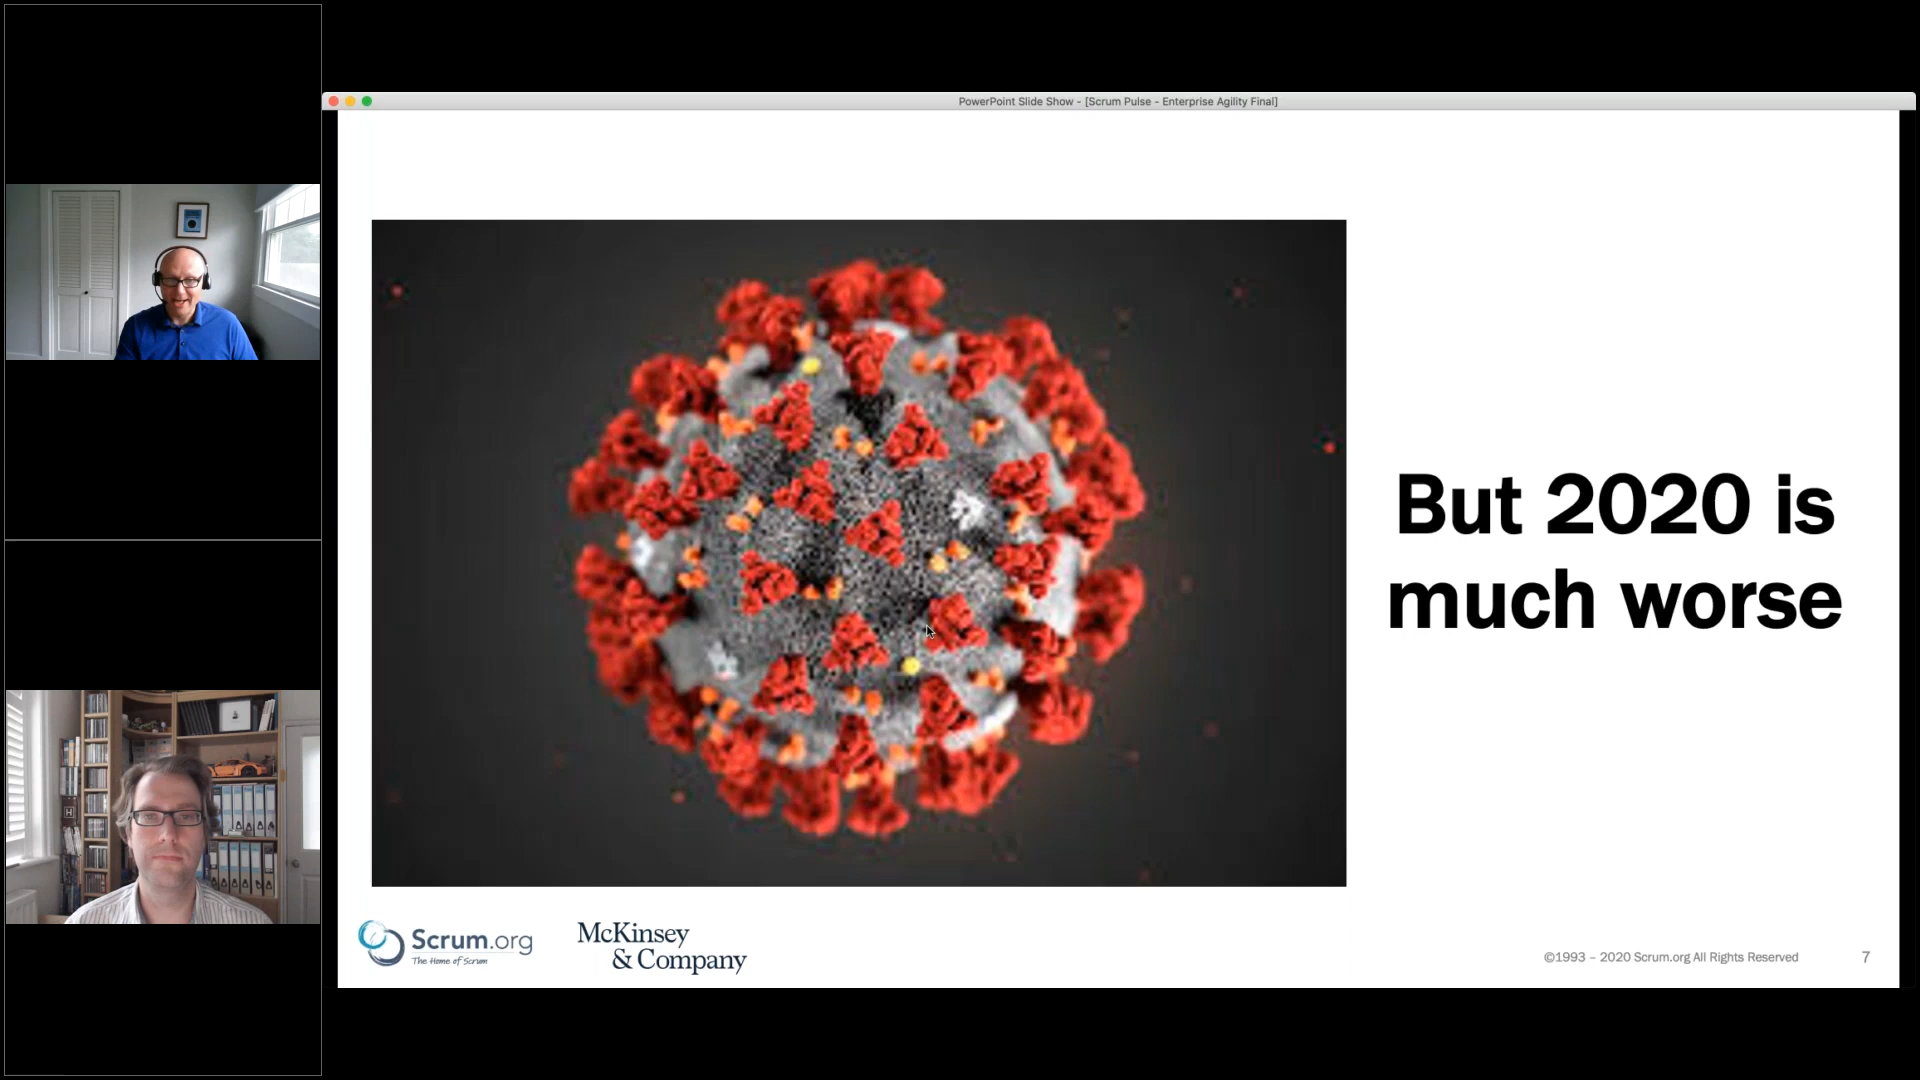 PowerPoint Slide Show - [Scrum Pulse - Enterprise Agility Final]
But 2020 is
much worse
Scrum.org
The Home of Scrum
McKinsey
& Company
©1993 – 2020 Scrum.org All Rights Reserved
7